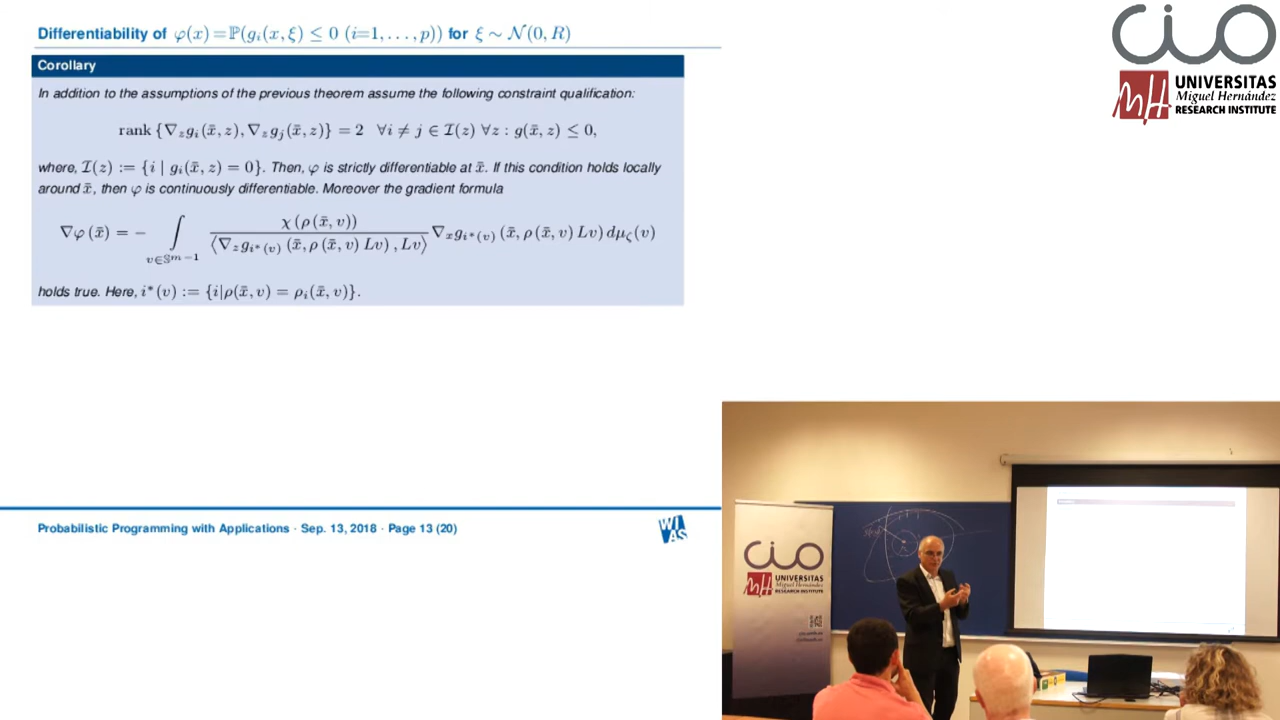 Differentiability of φ(x)=ℙ(g_i(x,ξ) ≤ 0 (i=1,...,p)) for ξ ∼ 𝒩(0,R)
Corollary
In addition to the assumptions of the previous theorem assume the following constraint qualification:
rank {∇_z g_i(x̄,z), ∇_z g_j(x̄,z)} = 2 ∀i ≠ j ∈ ℐ(z) ∀z : g(x̄,z) ≤ 0,
where, ℐ(z) := {i | g_i(x̄,z) = 0}. Then, φ is strictly differentiable at x̄. If this condition holds locally
around x̄, then φ is continuously differentiable. Moreover the gradient formula
∇φ(x̄) = − ∫_{v∈𝕊^{m−1}} χ(ρ(x̄,v)) / ⟨∇_z g_{i*(v)}(x̄,ρ(x̄,v)Lv),Lv⟩ ∇_x g_{i*(v)}(x̄,ρ(x̄,v)Lv)dμ_ζ(v)
holds true. Here, i*(v) := {i|ρ(x̄,v) = ρ_i(x̄,v)}.
Probabilistic Programming with Applications · Sep. 13, 2018 · Page 13 (20)
WI
AS
CIO
UNIVERSITAS
Miguel Hernández
RESEARCH INSTITUTE
CIO
UNIVERSITAS
Miguel Hernández
RESEARCH INSTITUTE